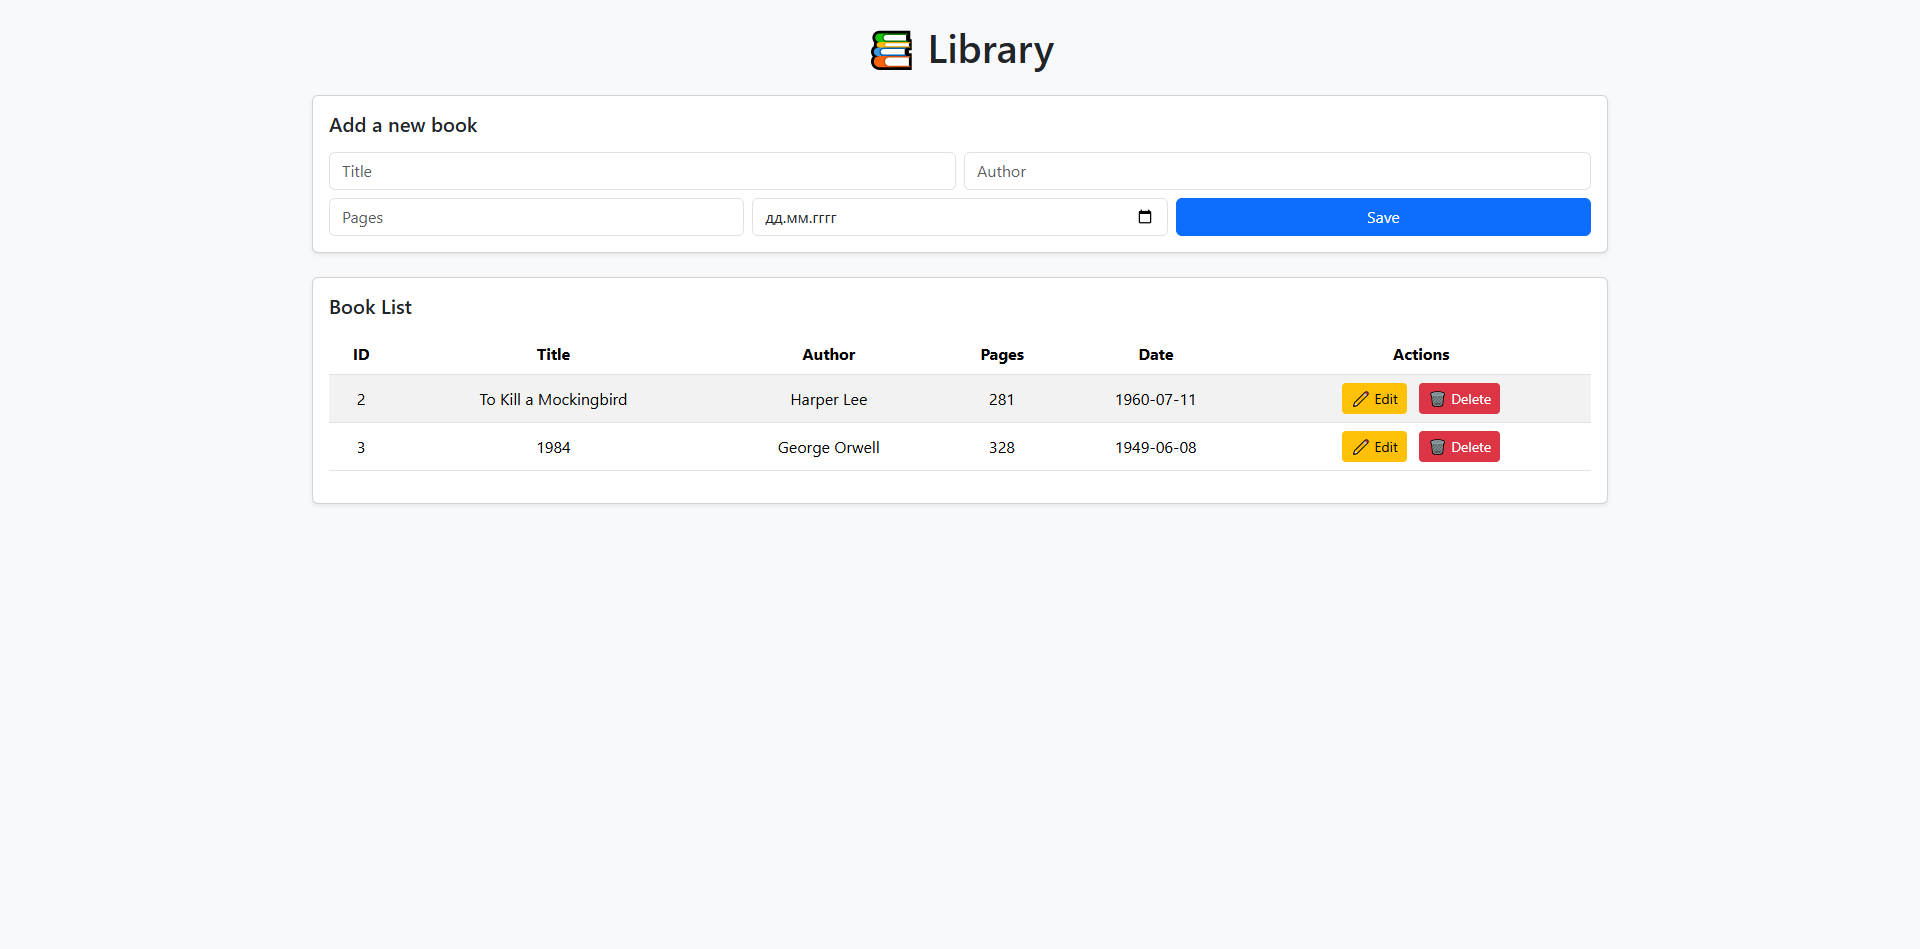 Library
Add a new book
Title Author
Pages дд.мм.гггг Save
Book List
ID Title Author Pages Date Actions
2 To Kill a Mockingbird Harper Lee 281 1960-07-11 Edit Delete
3 1984 George Orwell 328 1949-06-08 Edit Delete